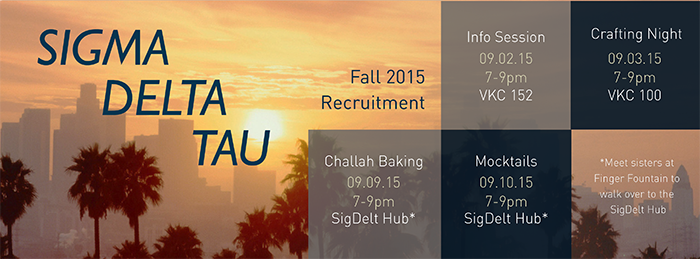 SIGMA
DELTA
TAU
Fall 2015
Recruitment
Info Session
09.02.15
7-9pm
VKC 152
Crafting Night
09.03.15
7-9pm
VKC 100
Challah Baking
09.09.15
7-9pm
SigDelt Hub*
Mocktails
09.10.15
7-9pm
SigDelt Hub*
*Meet sisters at
Finger Fountain to
walk over to the
SigDelt Hub